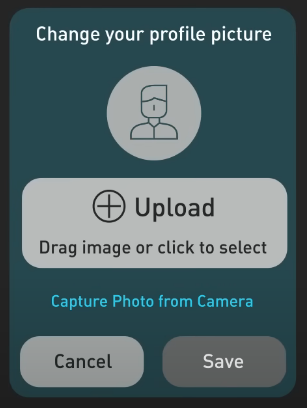 Change your profile picture
Upload
Drag image or click to select
Capture Photo from Camera
Cancel
Save